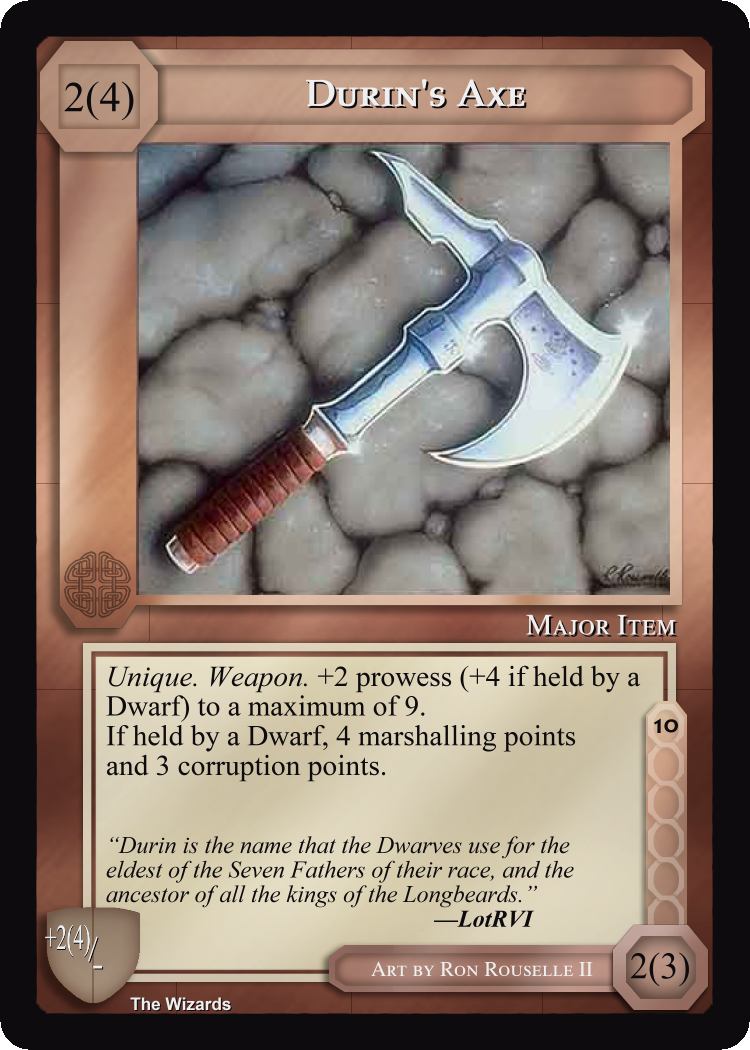 2(4)
Durin's Axe
R. Rouselle
Major Item
Unique. Weapon. +2 prowess (+4 if held by a
Dwarf) to a maximum of 9.
If held by a Dwarf, 4 marshalling points
and 3 corruption points.
10
“Durin is the name that the Dwarves use for the
eldest of the Seven Fathers of their race, and the
ancestor of all the kings of the Longbeards.”
—LotRVI
+2(4)/–
Art by Ron Rouselle II
2(3)
The Wizards